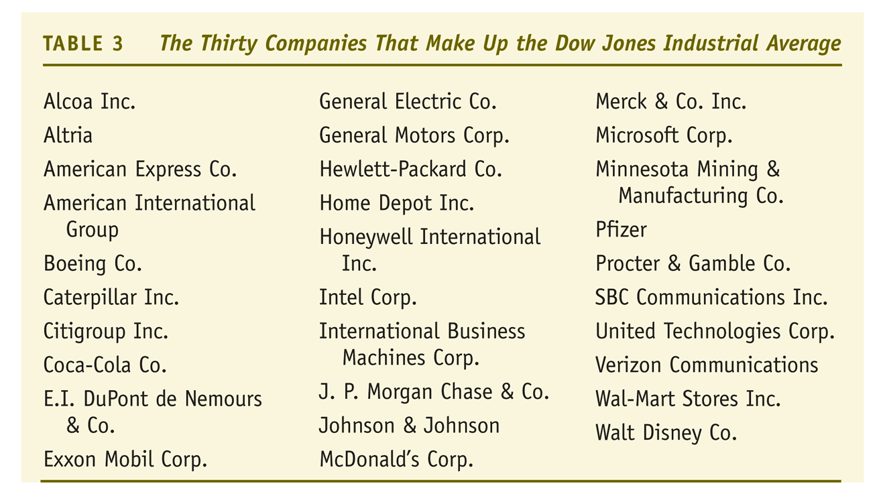 TABLE 3 The Thirty Companies That Make Up the Dow Jones Industrial Average
Alcoa Inc.
Altria
American Express Co.
American International
Group
Boeing Co.
Caterpillar Inc.
Citigroup Inc.
Coca-Cola Co.
E.I. DuPont de Nemours
& Co.
Exxon Mobil Corp.
General Electric Co.
General Motors Corp.
Hewlett-Packard Co.
Home Depot Inc.
Honeywell International
Inc.
Intel Corp.
International Business
Machines Corp.
J. P. Morgan Chase & Co.
Johnson & Johnson
McDonald’s Corp.
Merck & Co. Inc.
Microsoft Corp.
Minnesota Mining &
Manufacturing Co.
Pfizer
Procter & Gamble Co.
SBC Communications Inc.
United Technologies Corp.
Verizon Communications
Wal-Mart Stores Inc.
Walt Disney Co.